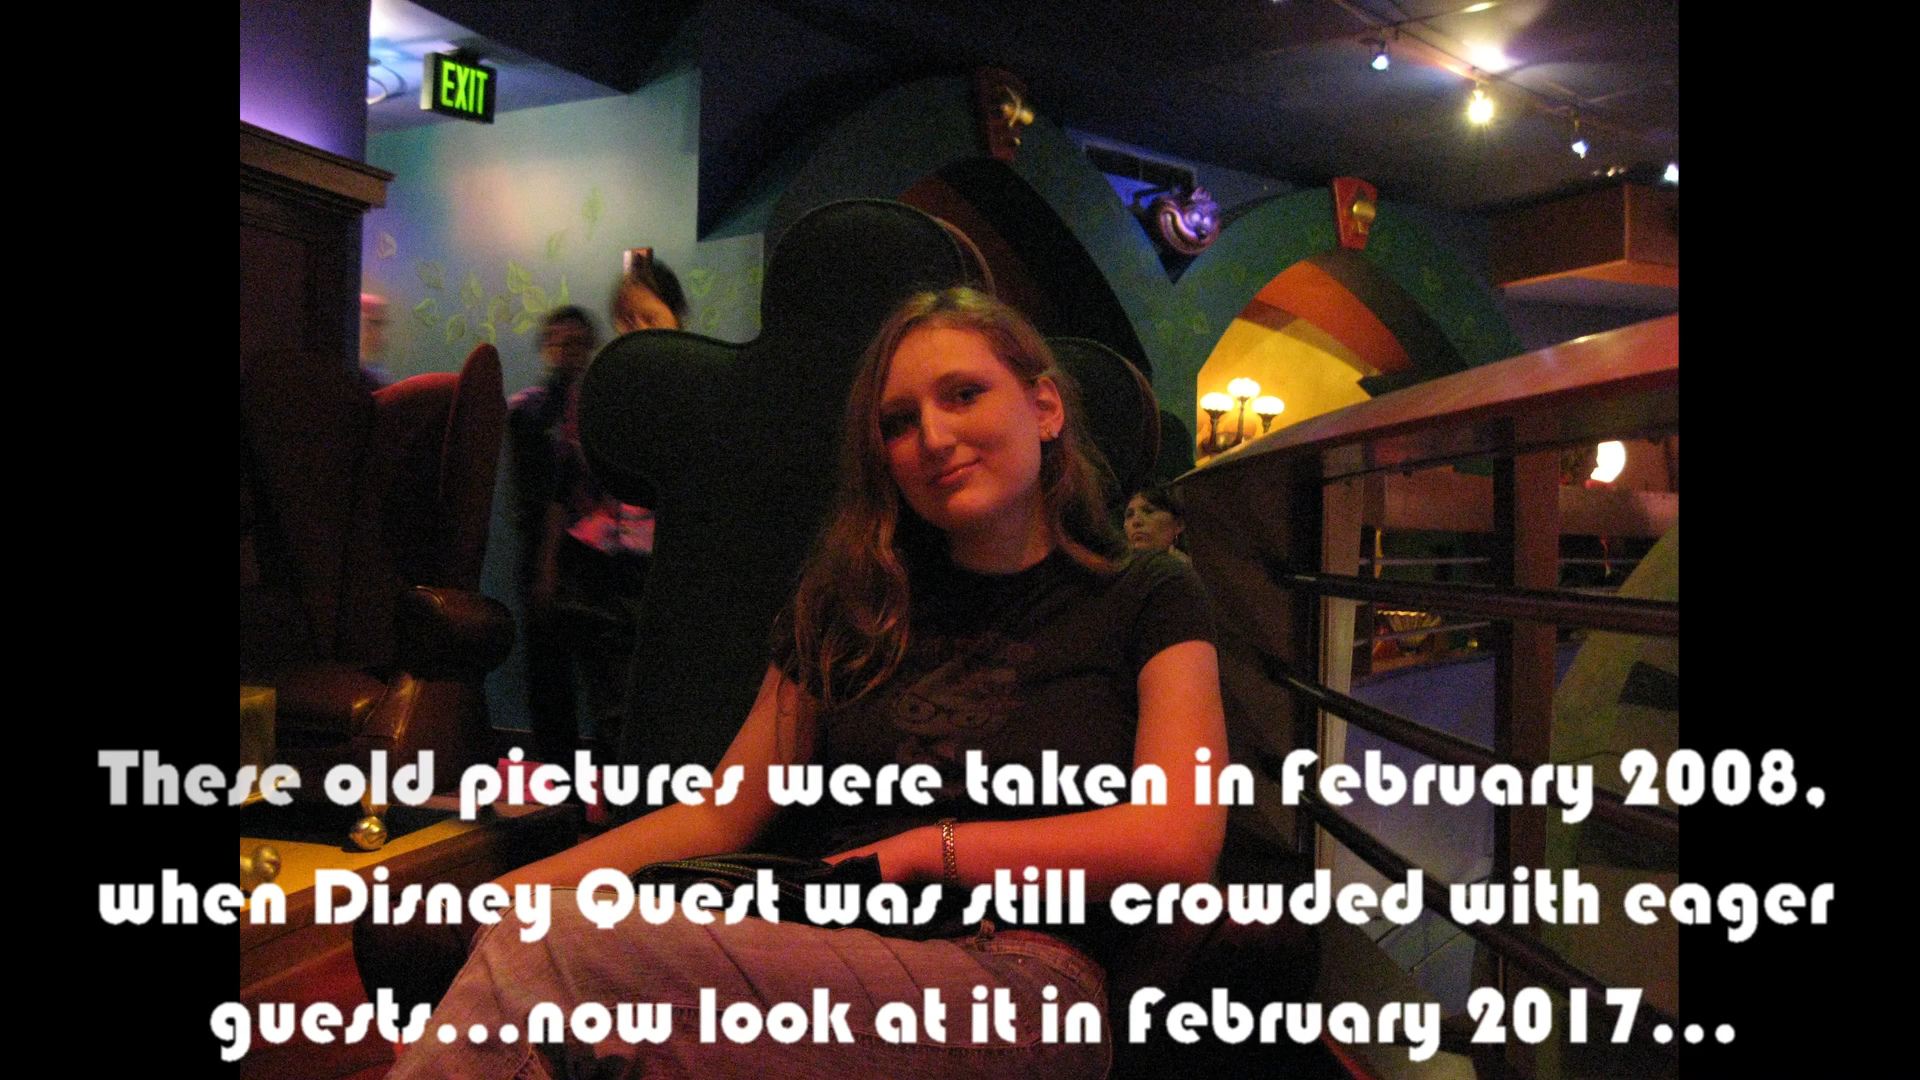 EXIT
These old pictures were taken in February 2008,
when Disney Quest was still crowded with eager
guests...now look at it in February 2017...